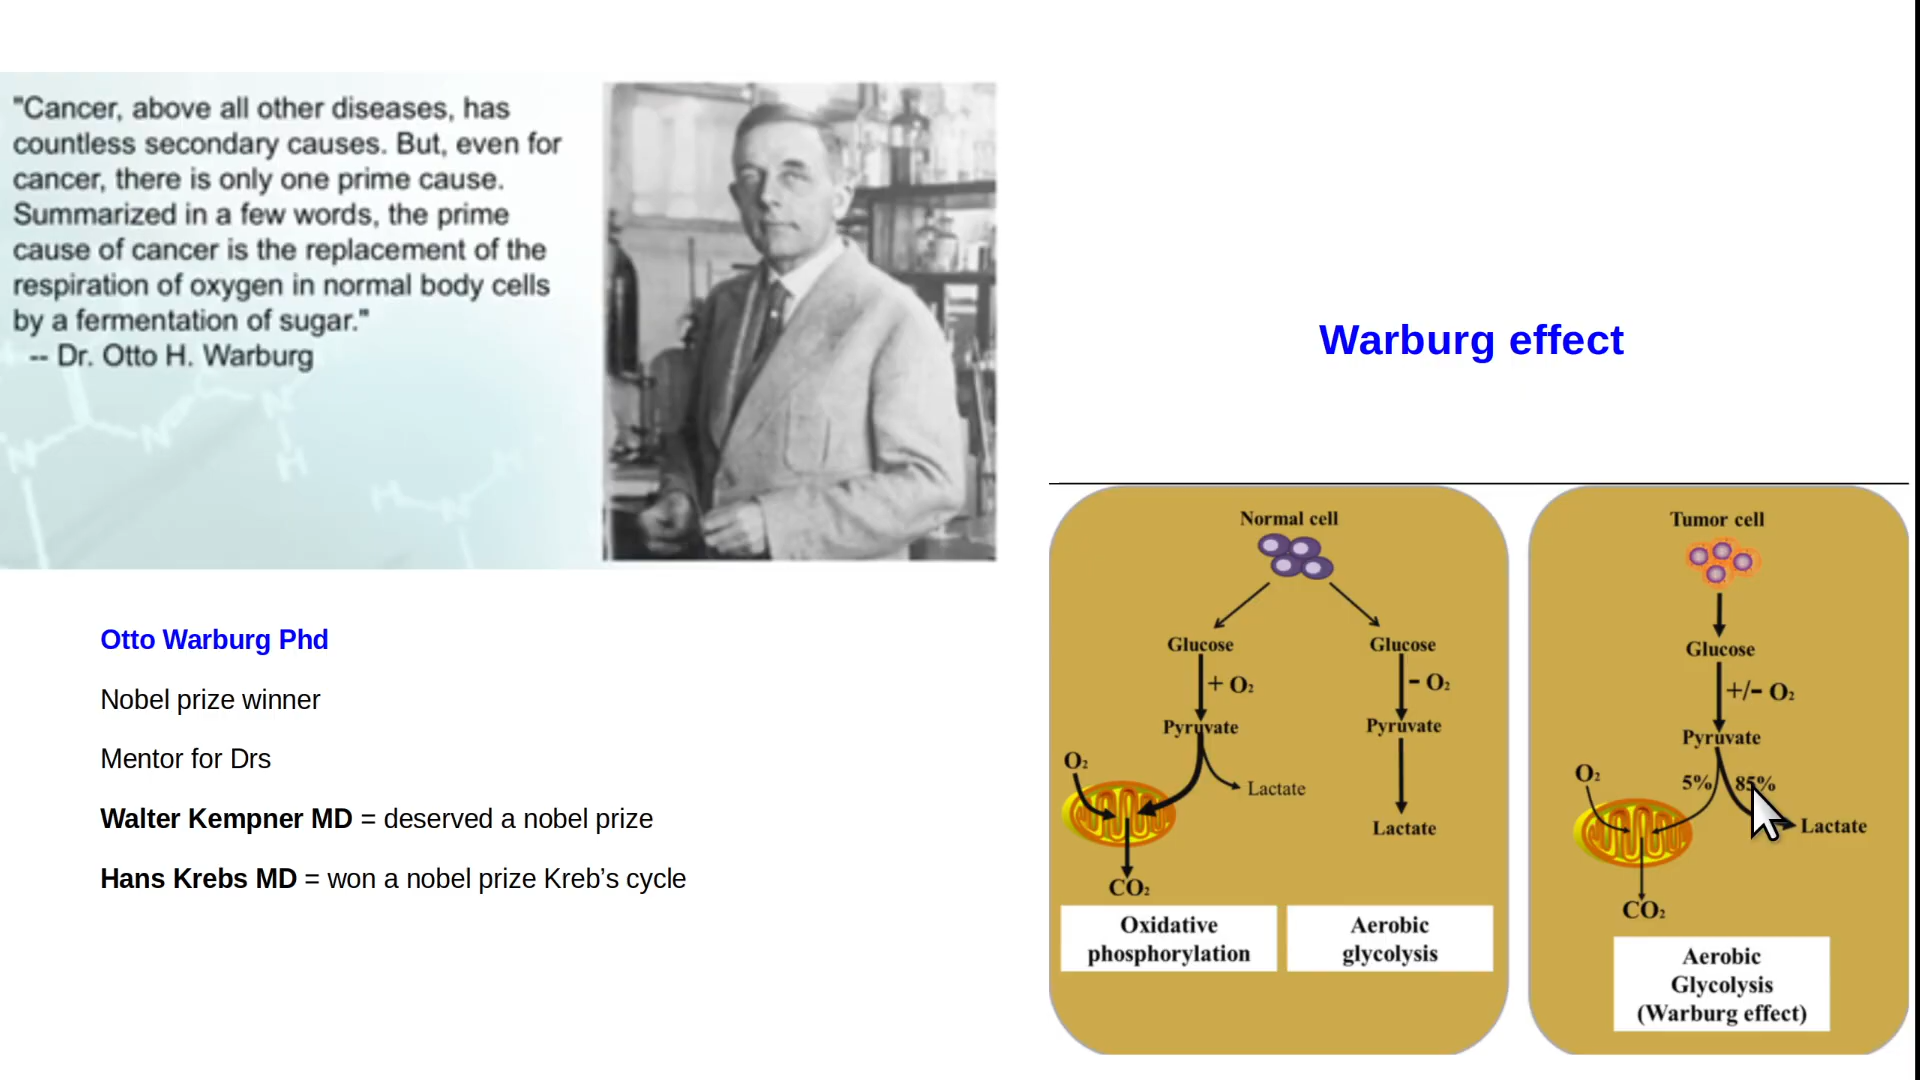 "Cancer, above all other diseases, has
countless secondary causes. But, even for
cancer, there is only one prime cause.
Summarized in a few words, the prime
cause of cancer is the replacement of the
respiration of oxygen in normal body cells
by a fermentation of sugar."
-- Dr. Otto H. Warburg
N
N
N
H
H
N
H
Otto Warburg Phd
Nobel prize winner
Mentor for Drs
Walter Kempner MD = deserved a nobel prize
Hans Krebs MD = won a nobel prize Kreb’s cycle
Warburg effect
Normal cell
Glucose
Glucose
+ O₂
- O₂
Pyruvate
Pyruvate
O₂
Lactate
Lactate
CO₂
Oxidative
phosphorylation
Aerobic
glycolysis
Tumor cell
Glucose
+/- O₂
Pyruvate
O₂
5%
85%
Lactate
CO₂
Aerobic
Glycolysis
(Warburg effect)